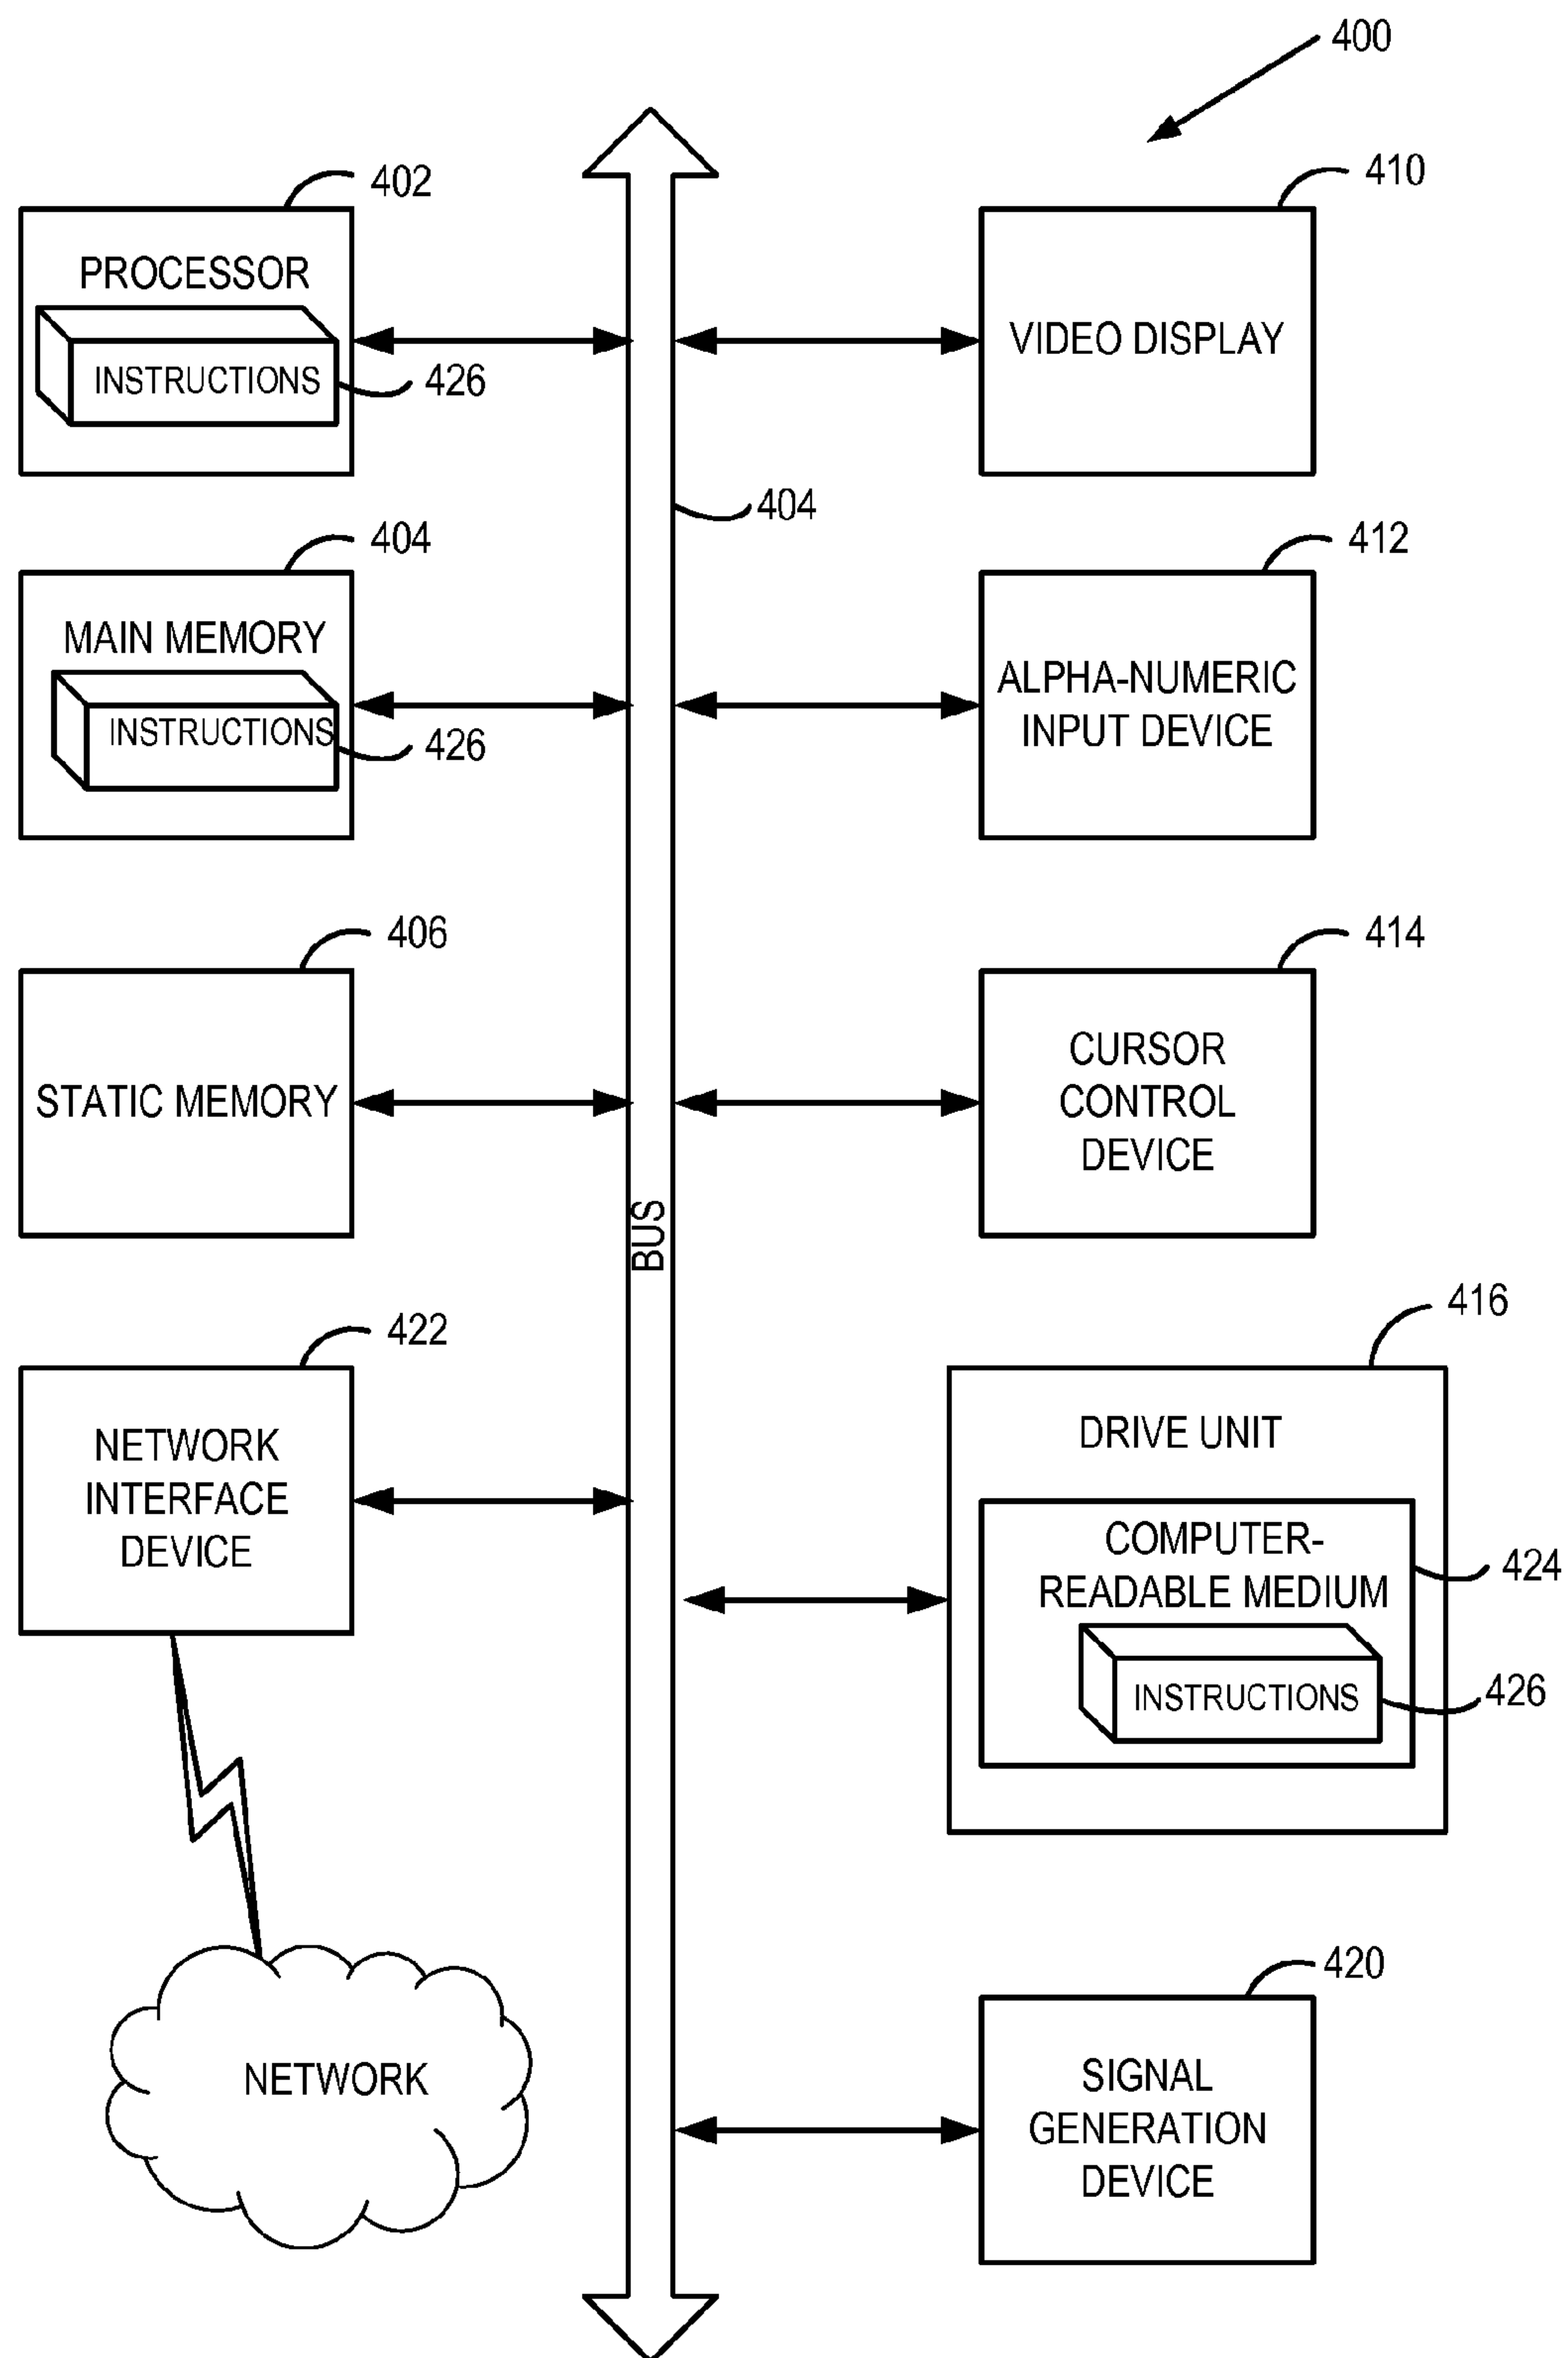 400
402
PROCESSOR
INSTRUCTIONS
426
410
VIDEO DISPLAY
404
404
MAIN MEMORY
INSTRUCTIONS
426
412
ALPHA-NUMERIC
INPUT DEVICE
406
STATIC MEMORY
414
CURSOR
CONTROL
DEVICE
BUS
422
NETWORK
INTERFACE
DEVICE
416
DRIVE UNIT
COMPUTER-
READABLE MEDIUM
424
INSTRUCTIONS
426
NETWORK
420
SIGNAL
GENERATION
DEVICE